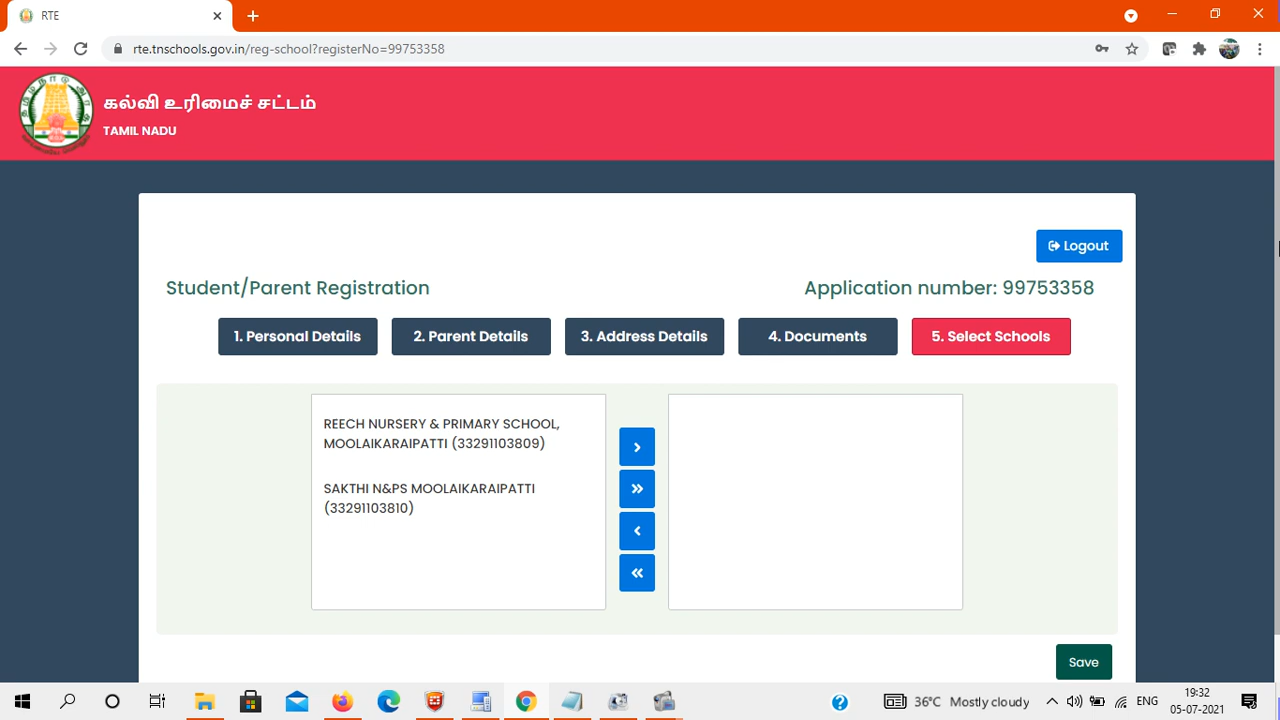 RTE
rte.tnschools.gov.in/reg-school?registerNo=99753358
கல்வி உரிமைச் சட்டம்
TAMIL NADU
Logout
Student/Parent Registration
Application number: 99753358
1. Personal Details
2. Parent Details
3. Address Details
4. Documents
5. Select Schools
REECH NURSERY & PRIMARY SCHOOL,
MOOLAIKARAIPATTI (33291103809)
SAKTHI N&PS MOOLAIKARAIPATTI
(33291103810)
Save
36°C Mostly cloudy
ENG
19:32
05-07-2021